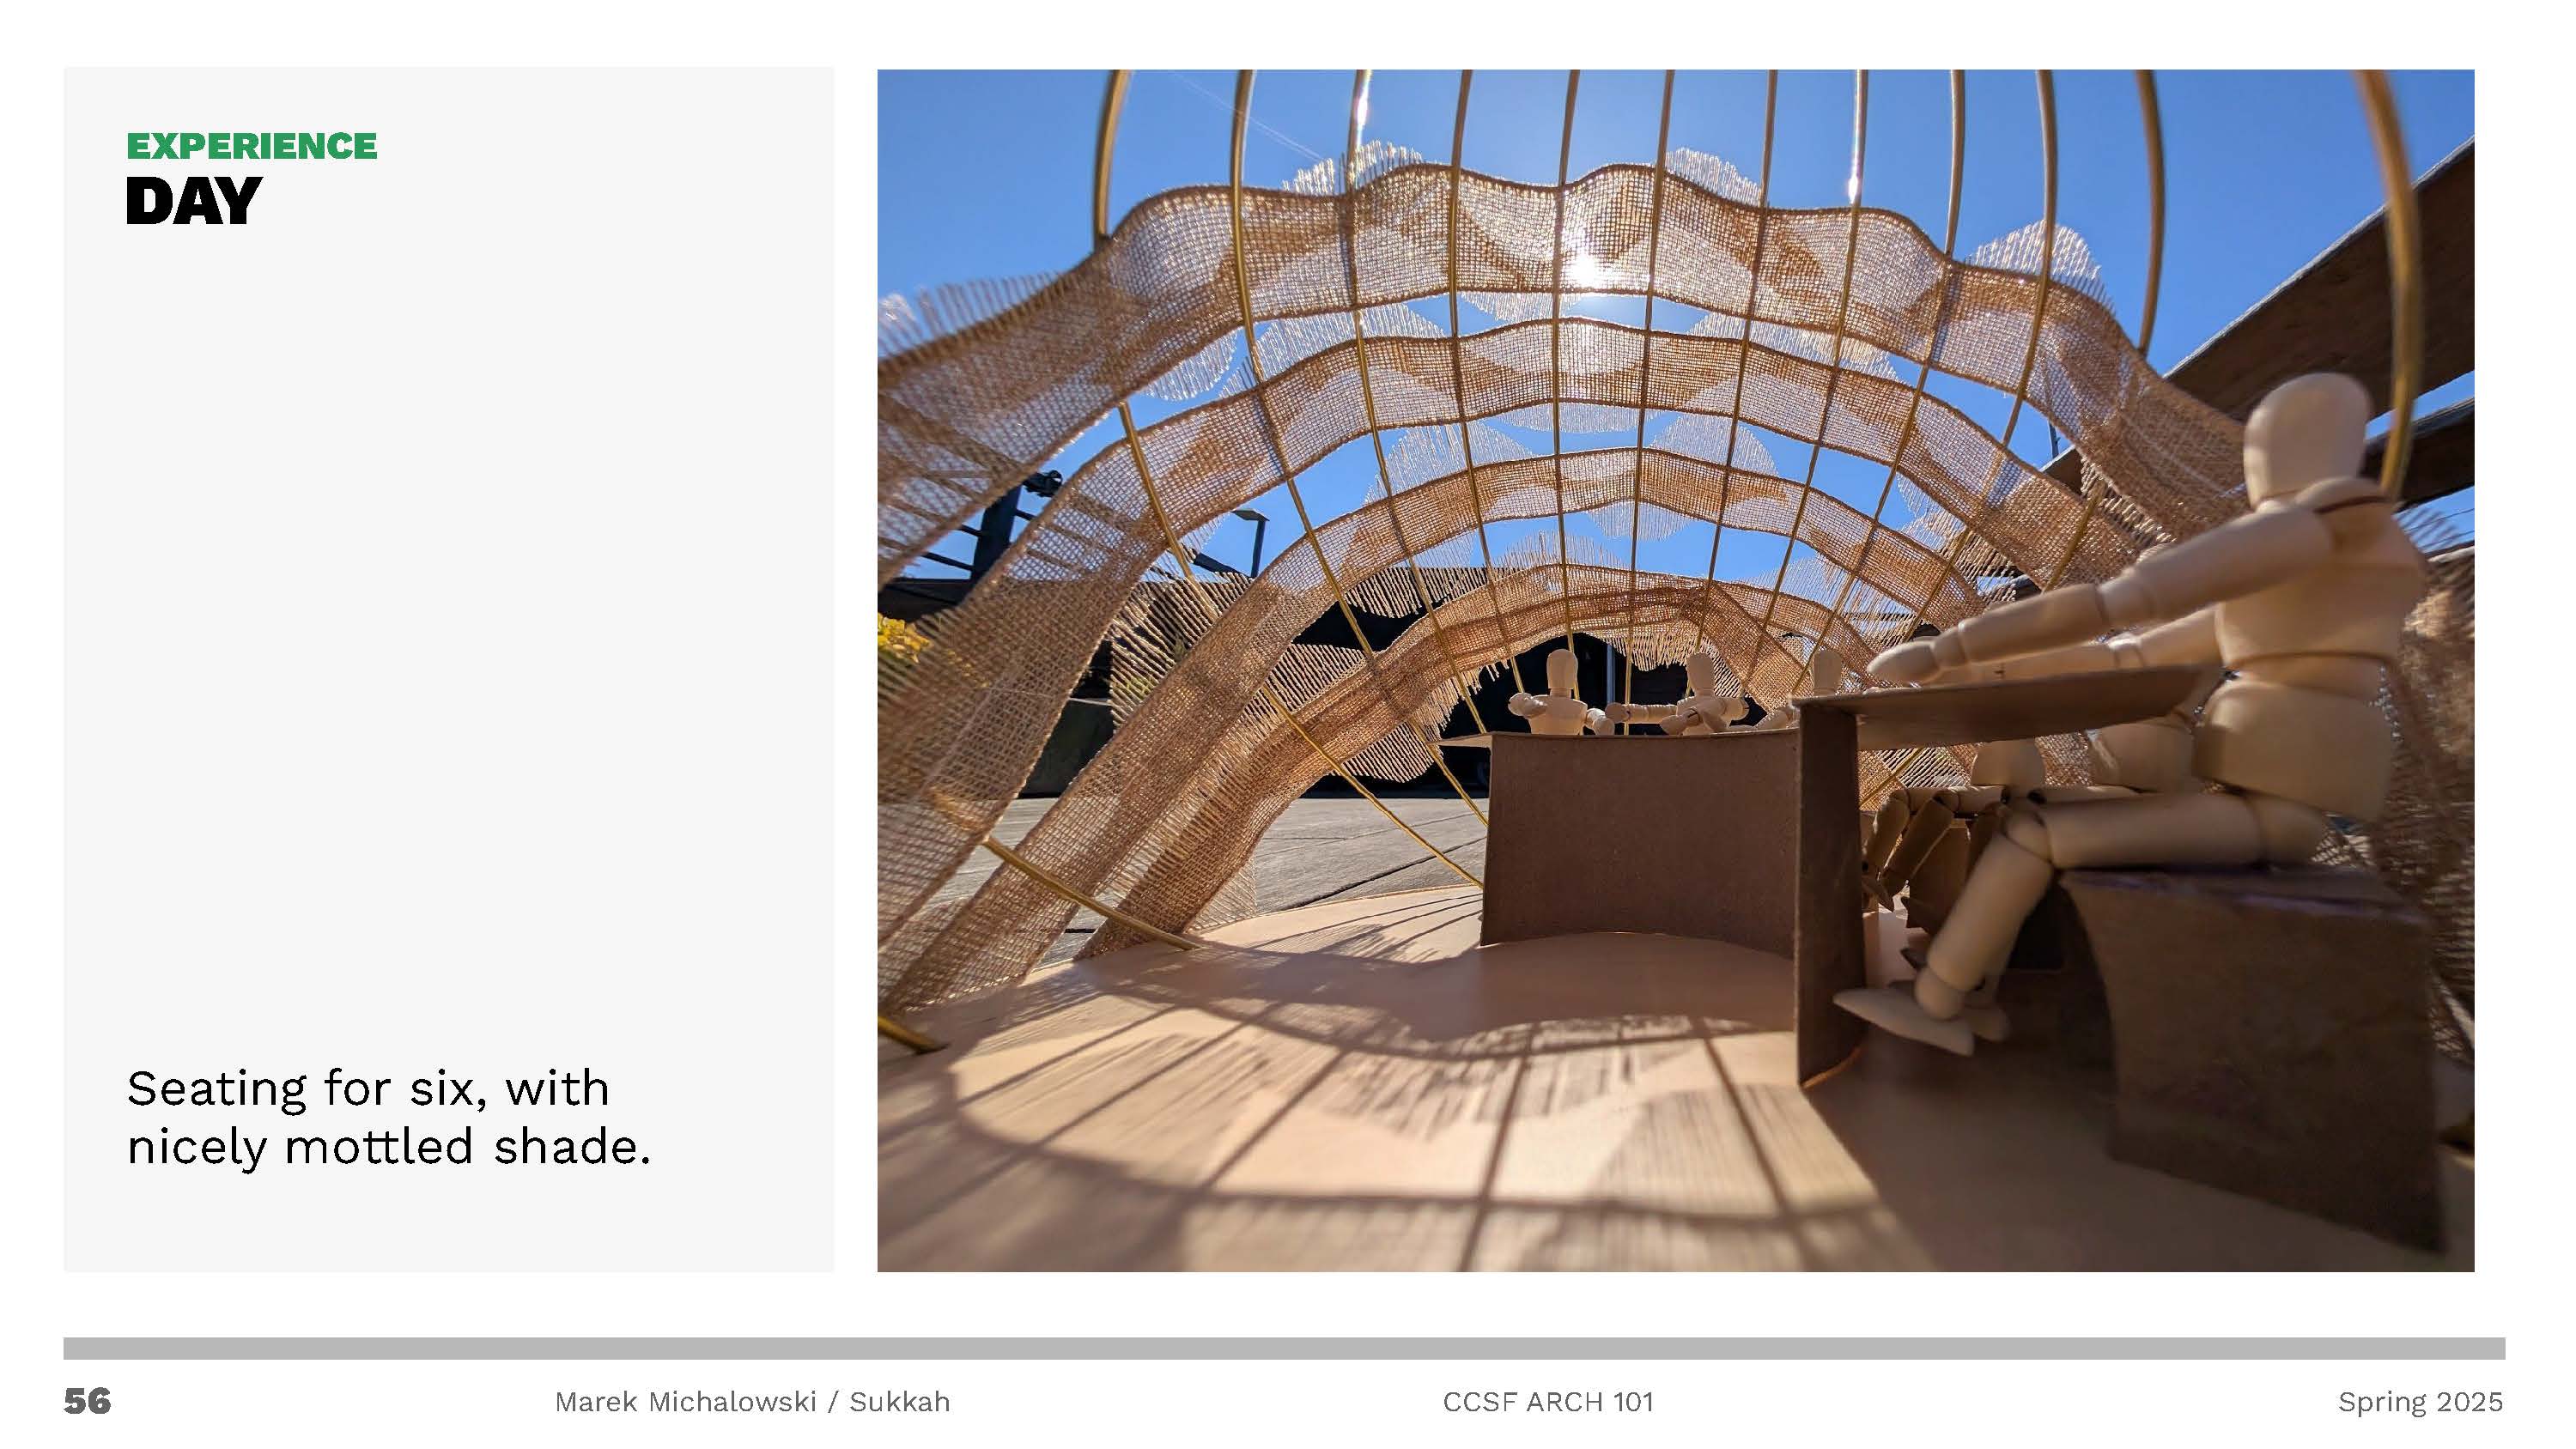 EXPERIENCE
DAY
Seating for six, with
nicely mottled shade.
56
Marek Michalowski / Sukkah
CCSF ARCH 101
Spring 2025